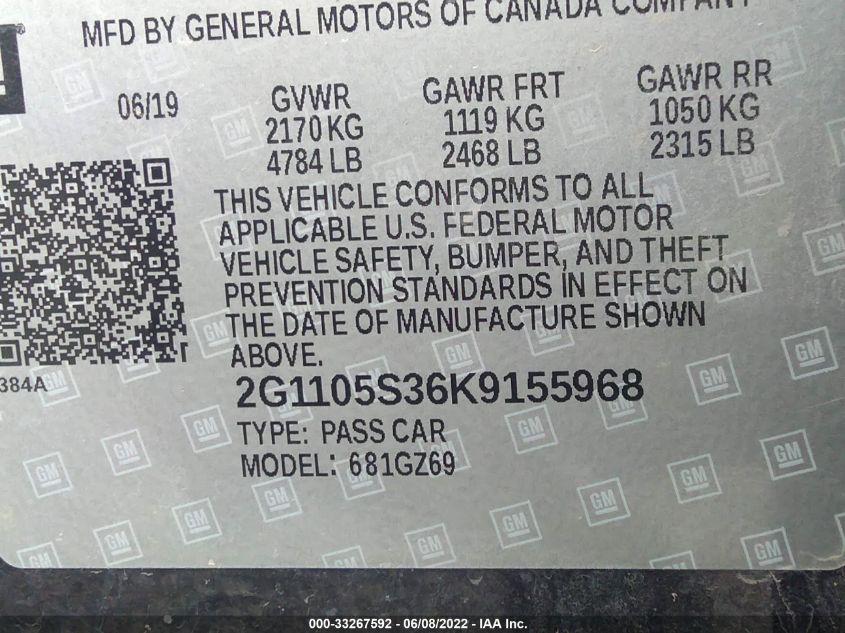 MFD BY GENERAL MOTORS OF CANADA COMPANY
06/19
GVWR GAWR FRT GAWR RR
2170 KG 1119 KG 1050 KG
4784 LB 2468 LB 2315 LB
THIS VEHICLE CONFORMS TO ALL
APPLICABLE U.S. FEDERAL MOTOR
VEHICLE SAFETY, BUMPER, AND THEFT
PREVENTION STANDARDS IN EFFECT ON
THE DATE OF MANUFACTURE SHOWN
ABOVE.
384A
2G1105S36K9155968
TYPE: PASS CAR
MODEL: 681GZ69
000-33267592 - 06/08/2022 - IAA Inc.